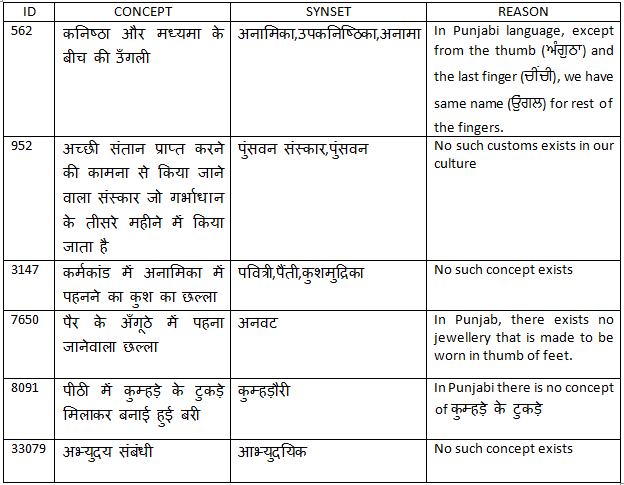 ID CONCEPT SYNSET REASON
562 कनिष्ठा और मध्यमा के अनामिका,उपकनिष्ठिका,अनामा In Punjabi language, except
बीच की उँगली from the thumb (ਅੰਗੂਠਾ) and
the last finger (ਚੀਂਚੀ), we have
same name (ਉਂਗਲ) for rest of
the fingers.
952 अच्छी संतान प्राप्त करने पुंसवन संस्कार,पुंसवन No such customs exists in our
की कामना से किया जाने culture
वाला संस्कार जो गर्भाधान
के तीसरे महीने में किया
जाता है
3147 कर्मकांड में अनामिका में पवित्री,पैंती,कुशमुद्रिका No such concept exists
पहनने का कुश का छल्ला
7650 पैर के अँगूठे में पहना अनवट In Punjab, there exists no
जानेवाला छल्ला jewellery that is made to be
worn in thumb of feet.
8091 पीठी में कुम्हड़े के टुकड़े कुम्हड़ौरी In Punjabi there is no concept
मिलाकर बनाई हुई बरी of कुम्हड़े के टुकड़े
33079 अभ्युदय संबंधी आभ्युदयिक No such concept exists